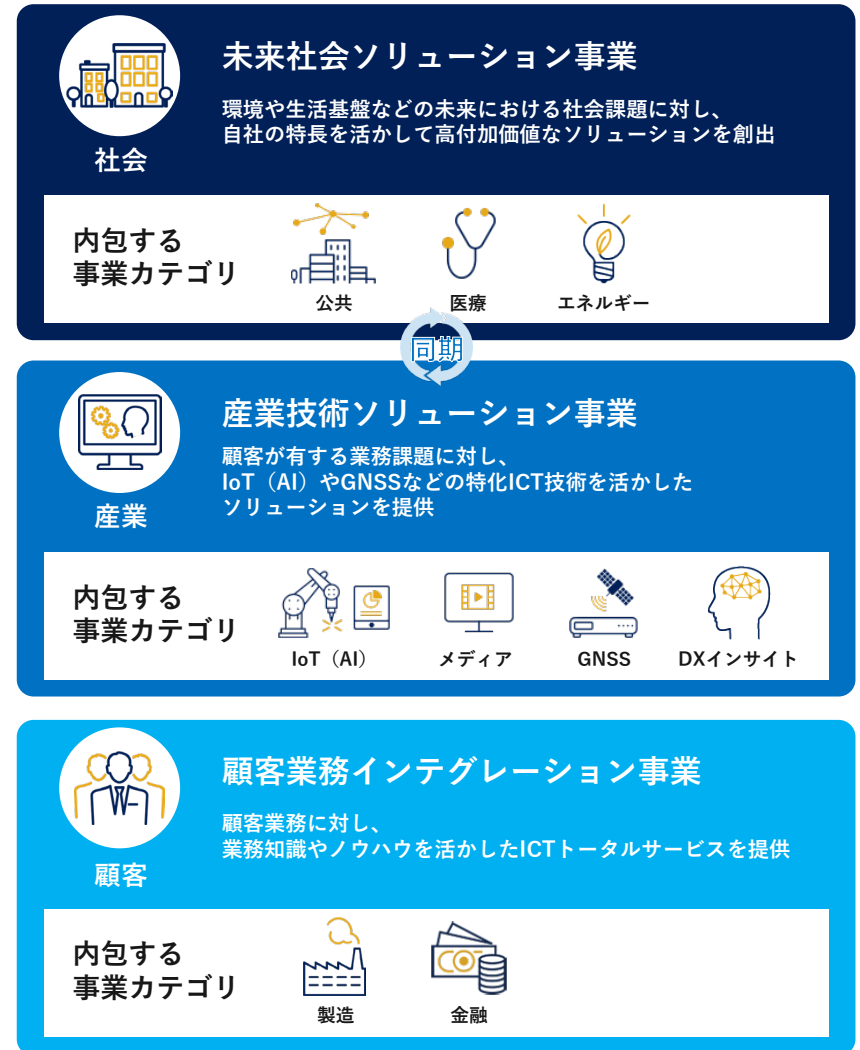 未来社会ソリューション事業
環境や生活基盤などの未来における社会課題に対し、
自社の特長を活かして高付加価値なソリューションを創出
社会
内包する
事業カテゴリ
公共
医療
エネルギー
同期
産業技術ソリューション事業
顧客が有する業務課題に対し、
IoT（AI）やGNSSなどの特化ICT技術を活かした
ソリューションを提供
産業
内包する
事業カテゴリ
IoT（AI）
メディア
GNSS
DXインサイト
顧客業務インテグレーション事業
顧客業務に対し、
業務知識やノウハウを活かしたICTトータルサービスを提供
顧客
内包する
事業カテゴリ
製造
金融